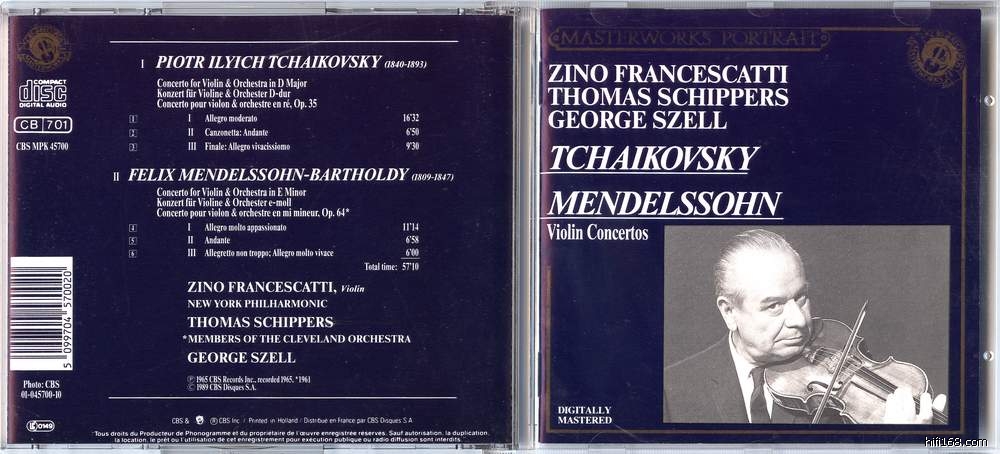 I PIOTR ILYICH TCHAIKOVSKY (1840-1893)
Concerto for Violin & Orchestra in D Major
Konzert für Violine & Orchester D-dur
Concerto pour violon & orchestre en ré, Op. 35
1 I Allegro moderato 16'32
2 II Canzonetta: Andante 6'50
3 III Finale: Allegro vivacissiomo 9'30
II FELIX MENDELSSOHN-BARTHOLDY (1809-1847)
Concerto for Violin & Orchestra in E Minor
Konzert für Violine & Orchester e-moll
Concerto pour violon & orchestre en mi mineur, Op. 64*
4 I Allegro molto appassionato 11'14
5 II Andante 6'58
6 III Allegretto non troppo; Allegro molto vivace 6'00
Total time: 57'10
ZINO FRANCESCATTI, Violin
NEW YORK PHILHARMONIC
THOMAS SCHIPPERS
*MEMBERS OF THE CLEVELAND ORCHESTRA
GEORGE SZELL
Ⓟ 1965 CBS Records Inc., recorded 1965, *1961
© 1989 CBS Disques S.A.
CBS & ® CBS Inc / Printed in Holland / Distribué en France par CBS Disques S.A
Tous droits du Producteur de Phonogramme et du propriétaire de l'œuvre enregistrée réservés. Sauf autorisation, la duplication,
la location, le prêt ou l'utilisation de cet enregistrement pour exécution publique ou radio diffusion sont interdits.
COMPACT
disc
DIGITAL AUDIO
CB 701
CBS MPK 45700
5 099704 570020
Photo: CBS
01-045700-10
LC 0149
MASTERWORKS PORTRAIT
ZINO FRANCESCATTI
THOMAS SCHIPPERS
GEORGE SZELL
TCHAIKOVSKY
MENDELSSOHN
Violin Concertos
DIGITALLY
MASTERED
hifi168.com